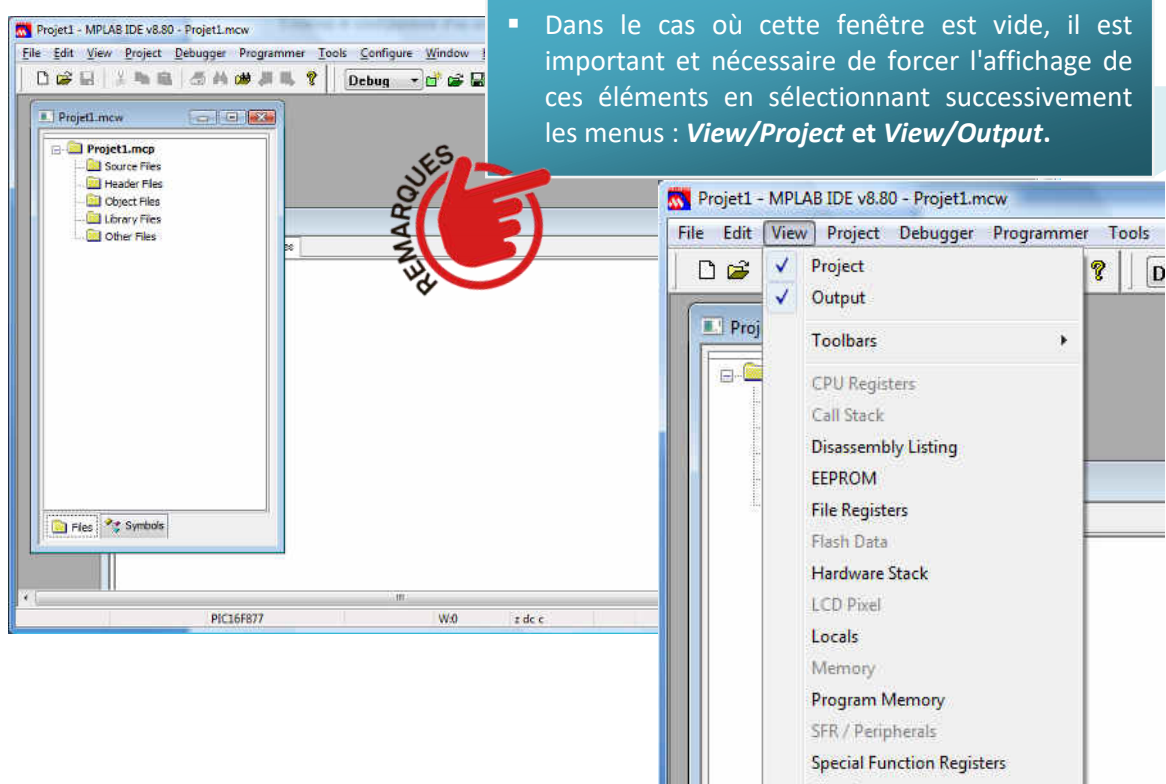 Projet1 - MPLAB IDE v8.80 - Projet1.mcw
File Edit View Project Debugger Programmer Tools Configure Window
Debug
Projet1.mcw
Projet1.mcp
Source Files
Header Files
Object Files
Library Files
Other Files
Files Symbols
PIC16F877 W:0 z dc c
▪ Dans le cas où cette fenêtre est vide, il est
important et nécessaire de forcer l'affichage de
ces éléments en sélectionnant successivement
les menus : View/Project et View/Output.
REMARQUES
Projet1 - MPLAB IDE v8.80 - Projet1.mcw
File Edit View Project Debugger Programmer Tools
D
Proj
Project
Output
Toolbars
CPU Registers
Call Stack
Disassembly Listing
EEPROM
File Registers
Flash Data
Hardware Stack
LCD Pixel
Locals
Memory
Program Memory
SFR / Peripherals
Special Function Registers